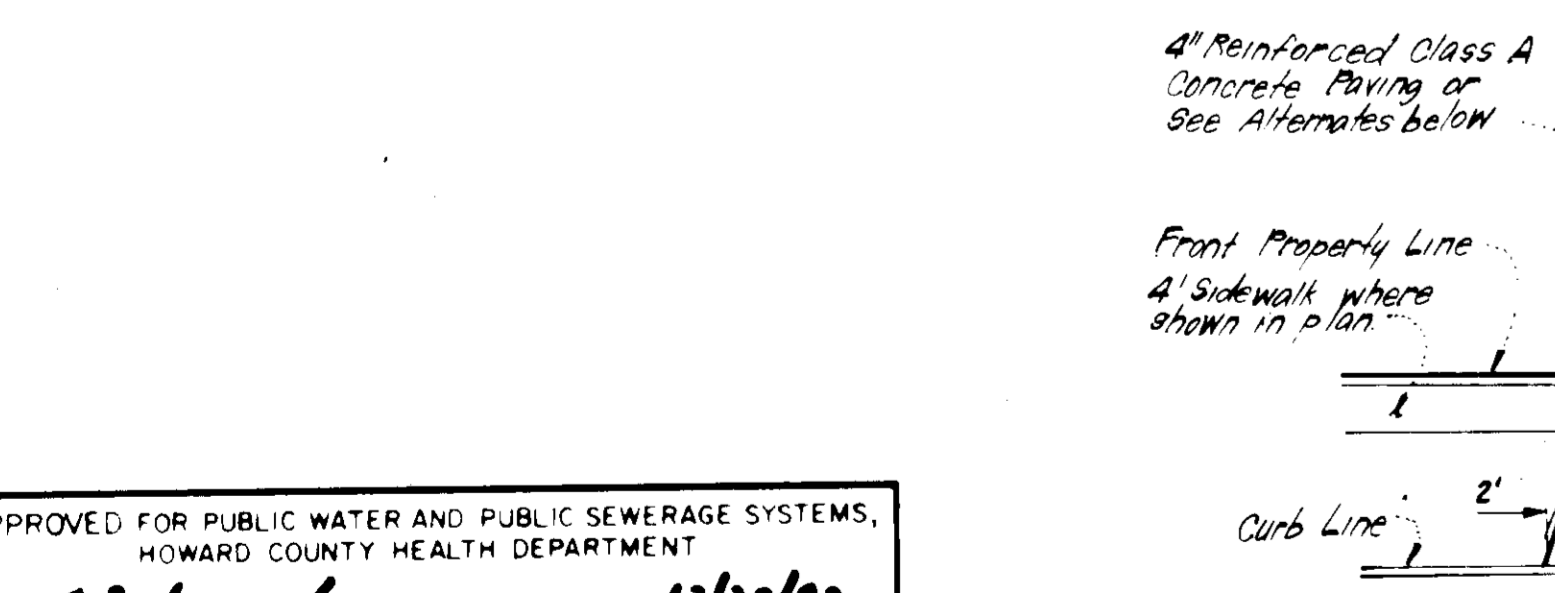 4" Reinforced Class A
Concrete Paving or
See Alternates below
Front Property Line
4' Sidewalk where
shown in plan.
2'
Curb Line
PPROVED FOR PUBLIC WATER AND PUBLIC SEWERAGE SYSTEMS,
HOWARD COUNTY HEALTH DEPARTMENT